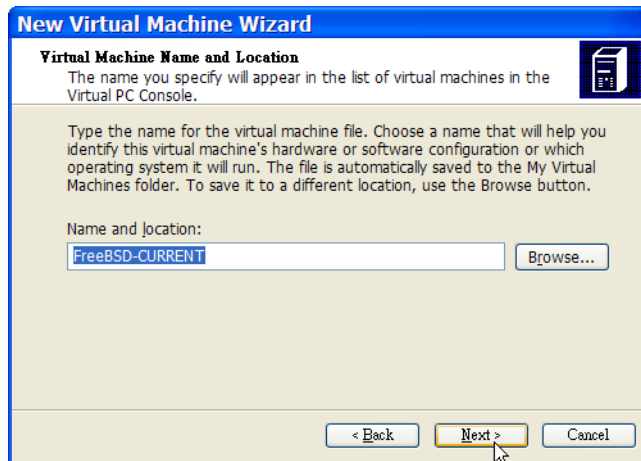 New Virtual Machine Wizard
Virtual Machine Name and Location
The name you specify will appear in the list of virtual machines in the
Virtual PC Console.
Type the name for the virtual machine file. Choose a name that will help you
identify this virtual machine's hardware or software configuration or which
operating system it will run. The file is automatically saved to the My Virtual
Machines folder. To save it to a different location, use the Browse button.
Name and location:
FreeBSD-CURRENT
Browse...
< Back
Next >
Cancel